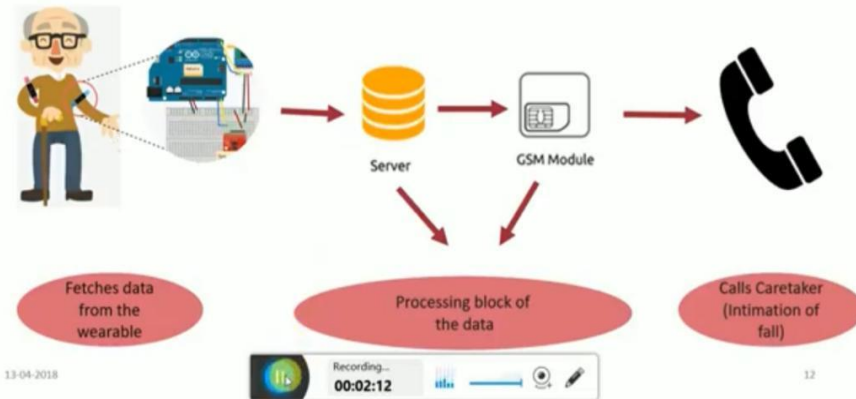 Server
GSM Module
Fetches data
from the
wearable
Processing block of
the data
Calls Caretaker
(Intimation of
fall)
13-04-2018
Recording...
00:02:12
12